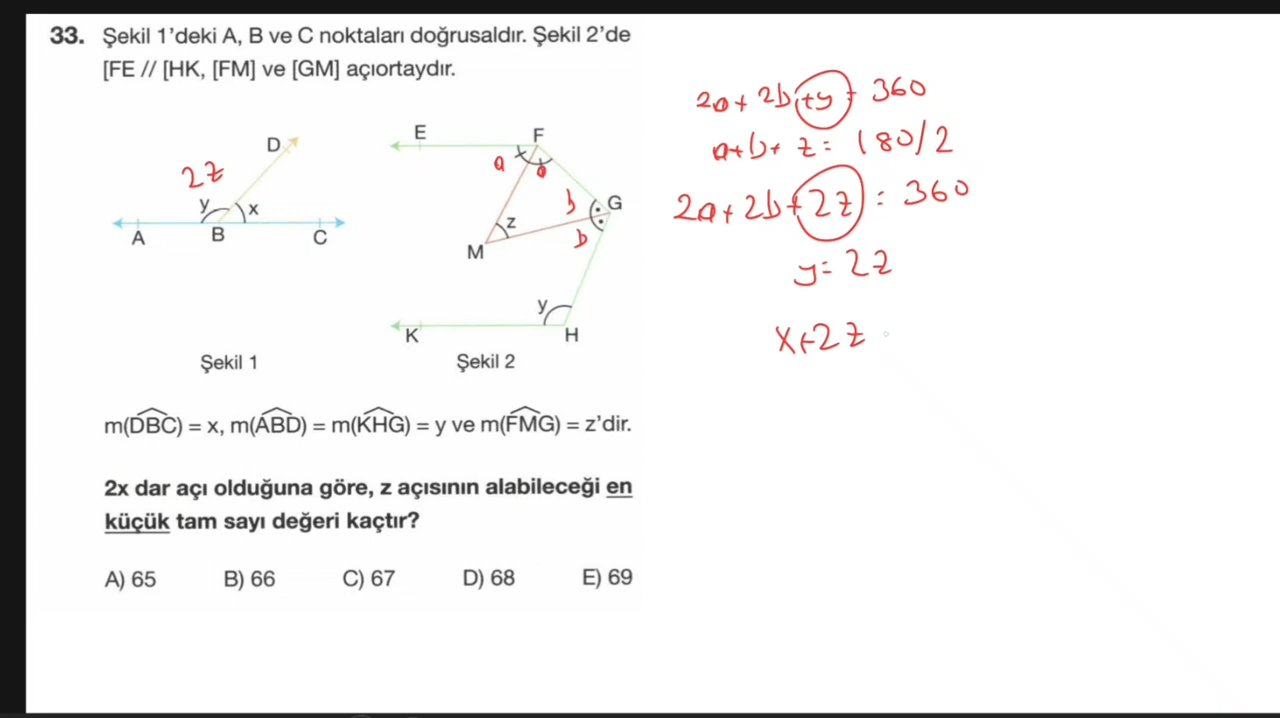 33. Şekil 1'deki A, B ve C noktaları doğrusaldır. Şekil 2'de
[FE // [HK, [FM] ve [GM] açıortaydır.
2a + 2b + y = 360
a+b+ z = 180/2
2a + 2b + 2z = 360
y = 2z
x+2z
2z
D
y
x
A
B
C
Şekil 1
E
F
a
a
b
G
z
b
M
y
K
H
Şekil 2
m(DBC) = x, m(ABD) = m(KHG) = y ve m(FMG) = z'dir.
2x dar açı olduğuna göre, z açısının alabileceği en
küçük tam sayı değeri kaçtır?
A) 65 B) 66 C) 67 D) 68 E) 69